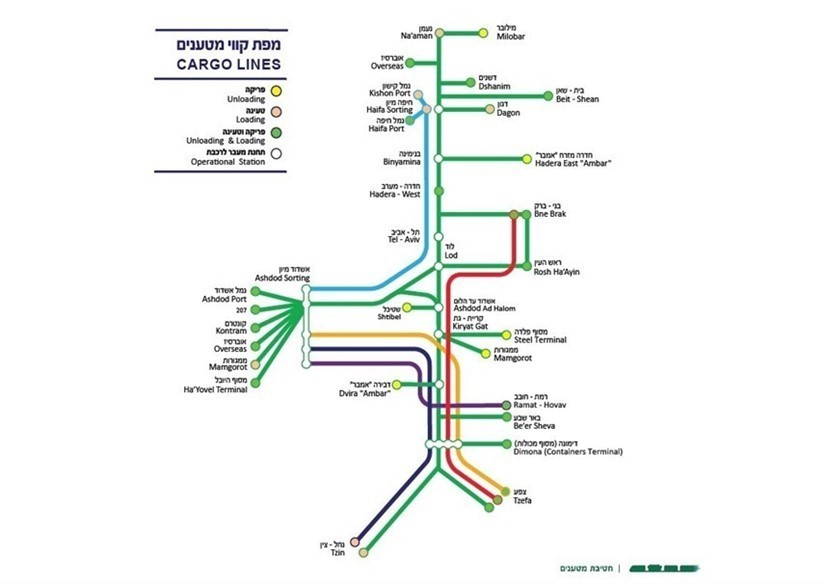 מפת קווי מטענים
CARGO LINES
פריקה
Unloading
טעינה
Loading
פריקה וטעינה
Unloading & Loading
תחנת מעבר לרכבת
Operational Station
נעמן
Na'aman
מילובר
Milobar
אוברסיז
Overseas
דשנים
Dshanim
נמל קישון
Kishon Port
בית - שאן
Beit - Shean
חיפה מיון
Haifa Sorting
דגון
Dagon
נמל חיפה
Haifa Port
בנימינה
Binyamina
חדרה מזרח "אמבר"
Hadera East "Ambar"
חדרה - מערב
Hadera - West
בני - ברק
Bne Brak
תל - אביב
Tel - Aviv
לוד
Lod
ראש העין
Rosh Ha'Ayin
אשדוד מיון
Ashdod Sorting
נמל אשדוד
Ashdod Port
207
קונטרם
Kontram
אוברסיז
Overseas
ממגורות
Mamgorot
מסוף היובל
Ha'Yovel Terminal
שטיבל
Shtibel
אשדוד עד הלום
Ashdod Ad Halom
קריית - גת
Kiryat Gat
מסוף פלדה
Steel Terminal
ממגורות
Mamgorot
דבירה "אמבר"
Dvira "Ambar"
רמת - חובב
Ramat - Hovav
באר שבע
Be'er Sheva
דימונה (מסוף מכולות)
Dimona (Containers Terminal)
צפע
Tzefa
נחל - צין
Tzin
חטיבת מטענים |